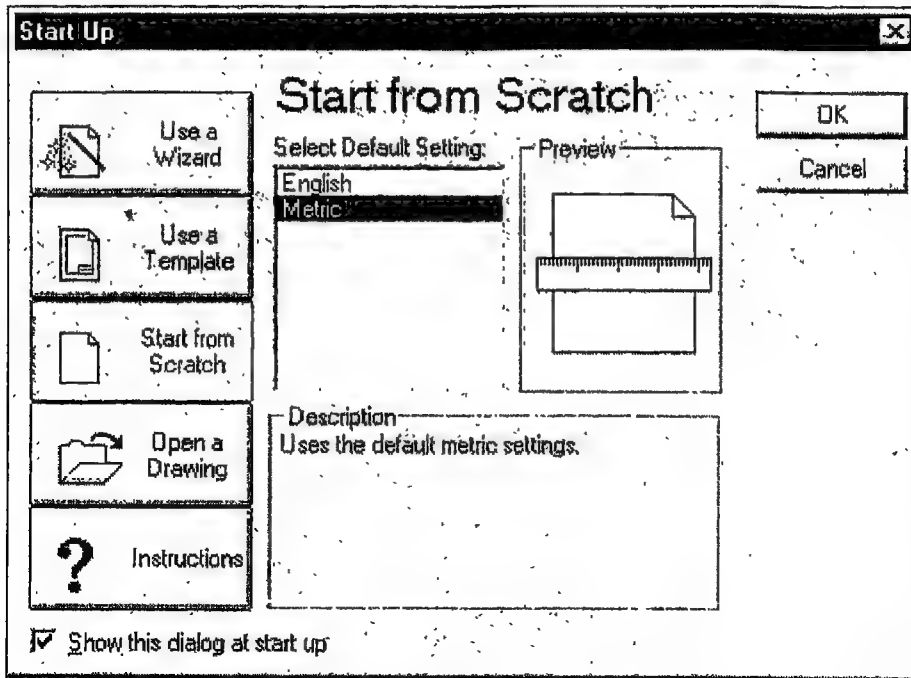 Start Up
Use a
Wizard
Use a
Template
Start from
Scratch
Open a
Drawing
Instructions
Start from Scratch
Select Default Setting:
English
Metric
Preview
Description
Uses the default metric settings.
OK
Cancel
Show this dialog at start up